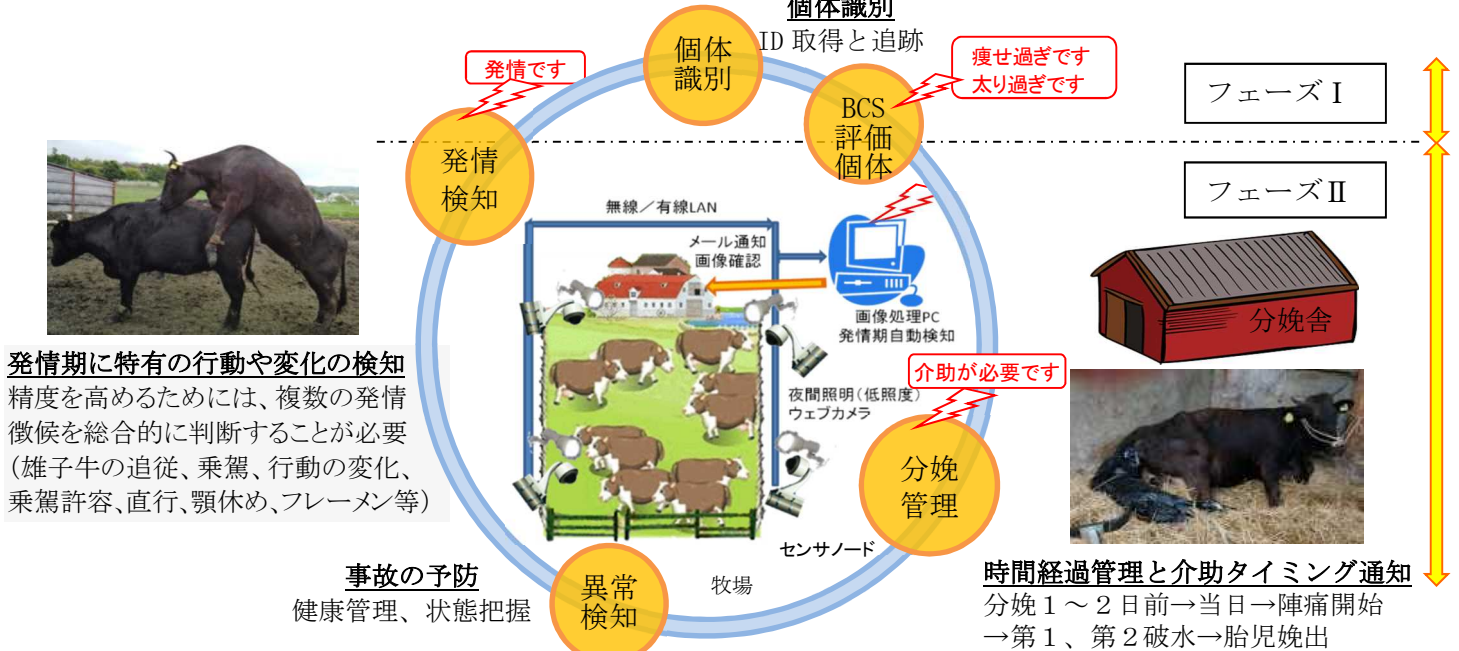 個体識別
ID 取得と追跡
個体
識別
発情です
痩せ過ぎです
太り過ぎです
BCS
評価
個体
フェーズ I
発情
検知
フェーズ II
無線／有線LAN
メール通知
画像確認
画像処理PC
発情期自動検知
分娩舎
発情期に特有の行動や変化の検知
精度を高めるためには、複数の発情
徴候を総合的に判断することが必要
（雄子牛の追従、乗駕、行動の変化、
乗駕許容、直行、顎休め、フレーメン等）
介助が必要です
夜間照明（低照度）
ウェブカメラ
分娩
管理
センサノード
牧場
事故の予防
健康管理、状態把握
異常
検知
時間経過管理と介助タイミング通知
分娩１～２日前→当日→陣痛開始
→第１、第２破水→胎児娩出